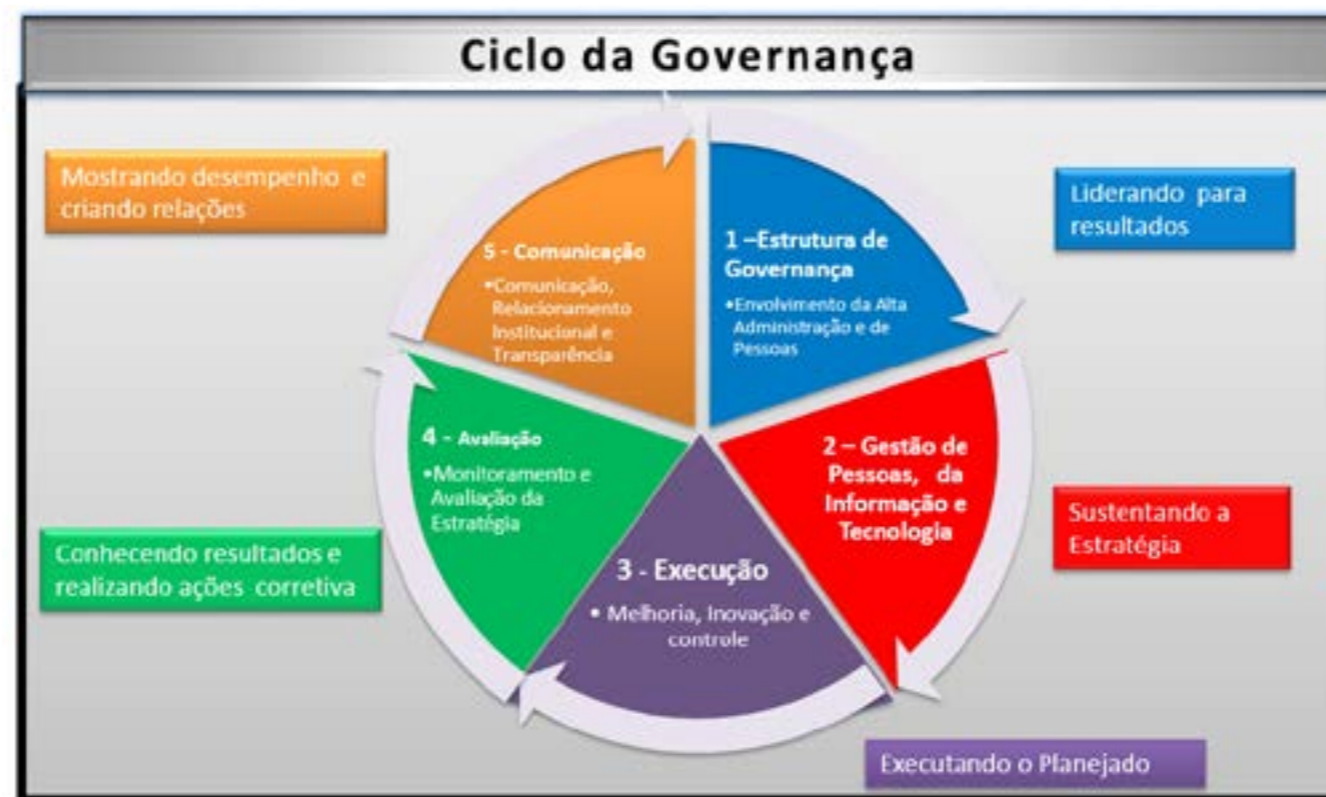 Ciclo da Governança
Mostrando desempenho e
criando relações
Liderando para
resultados
5 - Comunicação
•Comunicação,
Relacionamento
Institucional e
Transparência
1 –Estrutura de
Governança
•Envolvimento da Alta
Administração e de
Pessoas
4 - Avaliação
•Monitoramento e
Avaliação da
Estratégia
2 – Gestão de
Pessoas, da
Informação e
Tecnologia
Conhecendo resultados e
realizando ações corretiva
Sustentando a
Estratégia
3 - Execução
• Melhoria, Inovação e
controle
Executando o Planejado